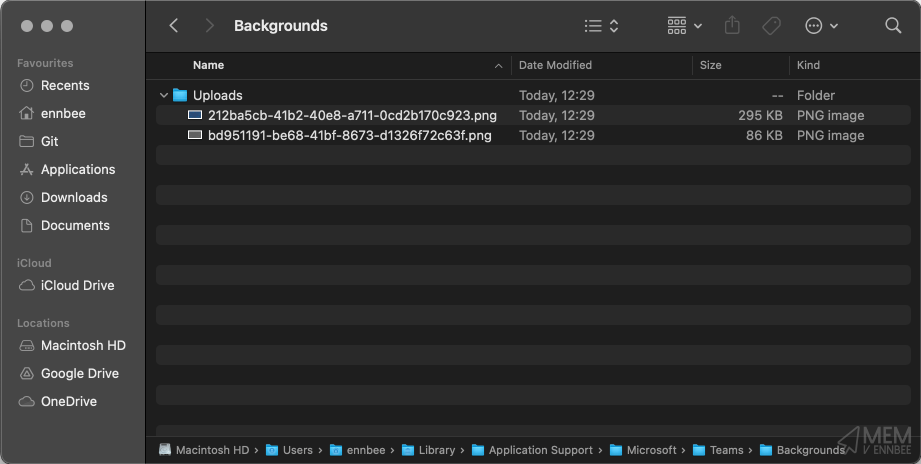 Backgrounds
Favourites
Recents
ennbee
Git
Applications
Downloads
Documents
iCloud
iCloud Drive
Locations
Macintosh HD
Google Drive
OneDrive
Name Date Modified Size Kind
Uploads Today, 12:29 -- Folder
212ba5cb-41b2-40e8-a711-0cd2b170c923.png Today, 12:29 295 KB PNG image
bd951191-be68-41bf-8673-d1326f72c63f.png Today, 12:29 86 KB PNG image
Macintosh HD › Users › ennbee › Library › Application Support › Microsoft › Teams › Backgrounds
MEM
V ENNBEE